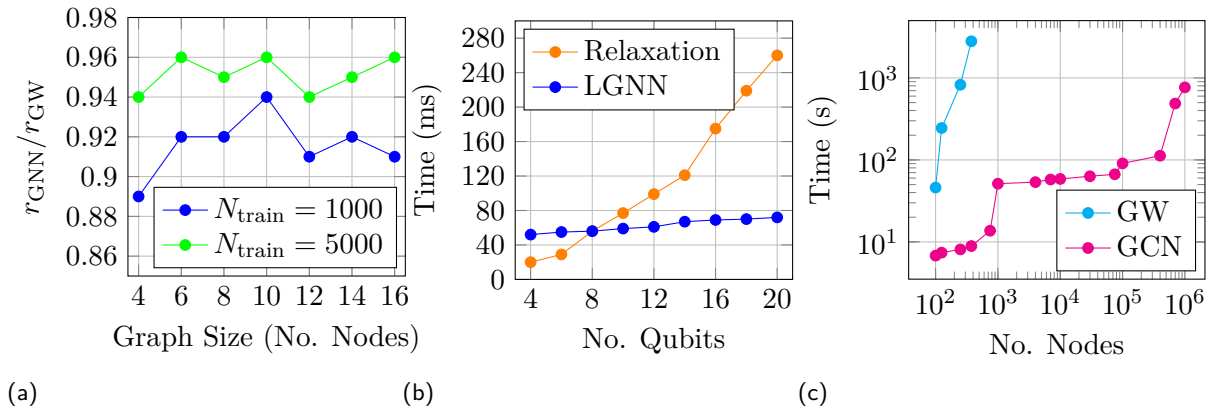 0.98
0.96
0.94
0.92
0.9
0.88
0.86
4 6 8 10 12 14 16
r_GNN/r_GW
Graph Size (No. Nodes)
N_train = 1000
N_train = 5000
(a)
280
240
200
160
120
80
40
0
4 8 12 16 20
Time (ms)
No. Qubits
Relaxation
LGNN
(b)
10^3
10^2
10^1
10^2 10^3 10^4 10^5 10^6
Time (s)
No. Nodes
GW
GCN
(c)